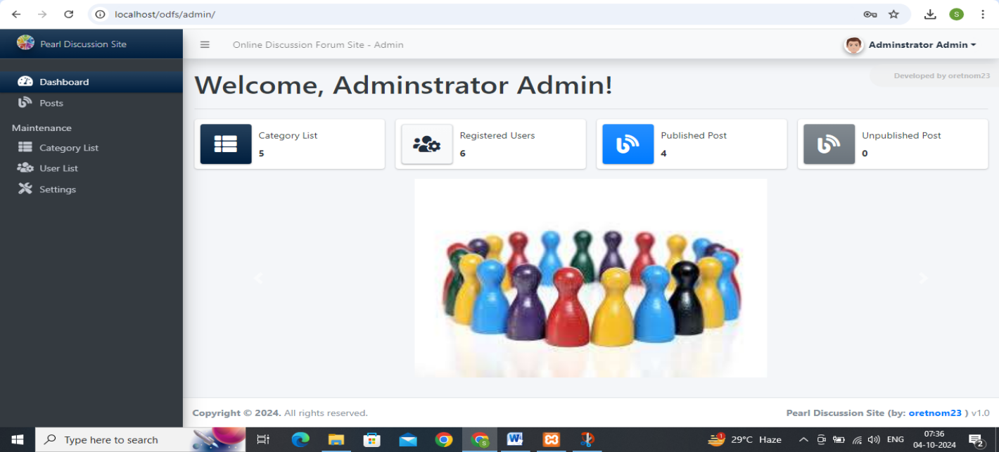 localhost/odfs/admin/
S
Pearl Discussion Site
Online Discussion Forum Site - Admin
Adminstrator Admin
Dashboard
Posts
Maintenance
Category List
User List
Settings
Developed by oretnom23
Welcome, Adminstrator Admin!
Category List
5
Registered Users
6
Published Post
4
Unpublished Post
0
Copyright © 2024. All rights reserved.
Pearl Discussion Site (by: oretnom23 ) v1.0
Type here to search
1
29°C Haze
ENG
07:36
04-10-2024
2